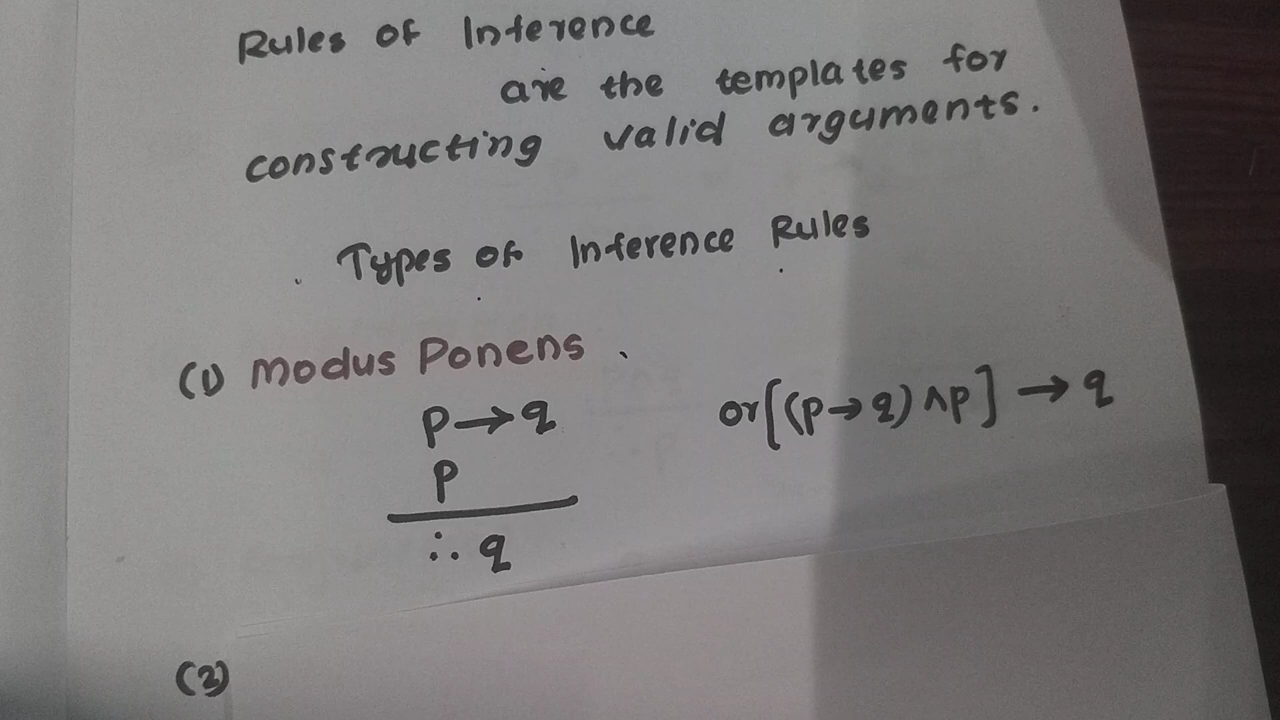 Rules of Inference
are the templates for
constructing valid arguments.
Types of Inference Rules
(1) Modus Ponens.
P→q or[(p→q)∧p]→q
P
∴ q
(2)